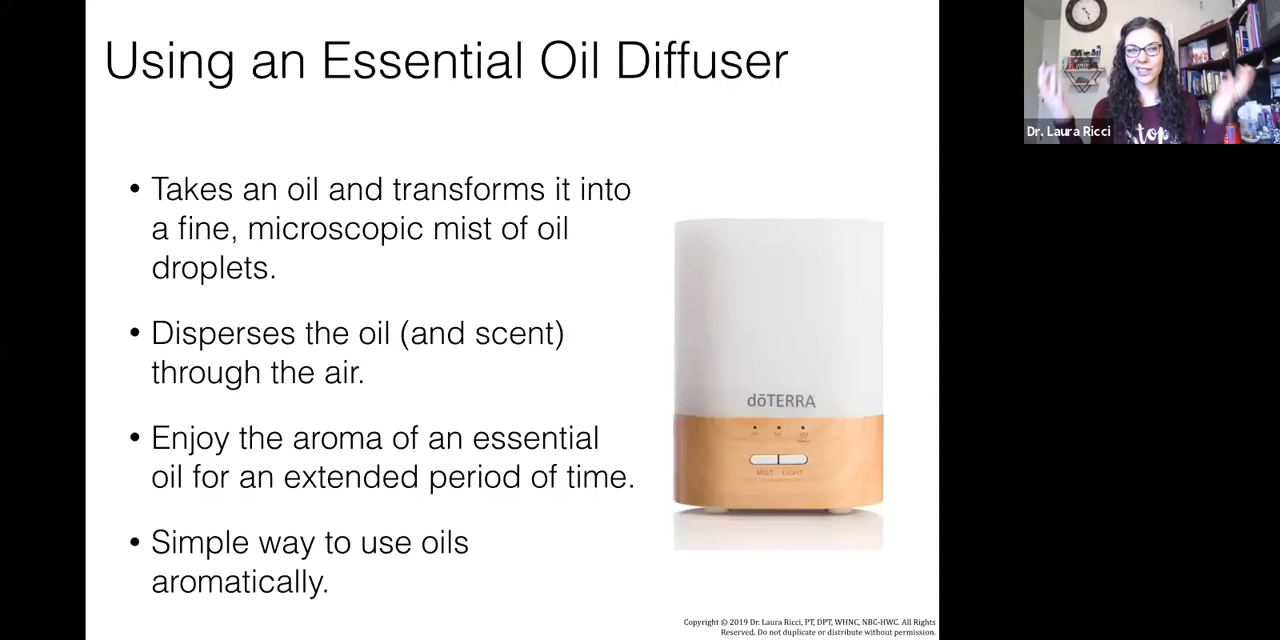 Using an Essential Oil Diffuser
• Takes an oil and transforms it into
a fine, microscopic mist of oil
droplets.
• Disperses the oil (and scent)
through the air.
• Enjoy the aroma of an essential
oil for an extended period of time.
• Simple way to use oils
aromatically.
dōTERRA
MIST LIGHT
Copyright © 2019 Dr. Laura Ricci, PT, DPT, WHNC, NBC-HWC. All Rights
Reserved. Do not duplicate or distribute without permission.
Dr. Laura Ricci